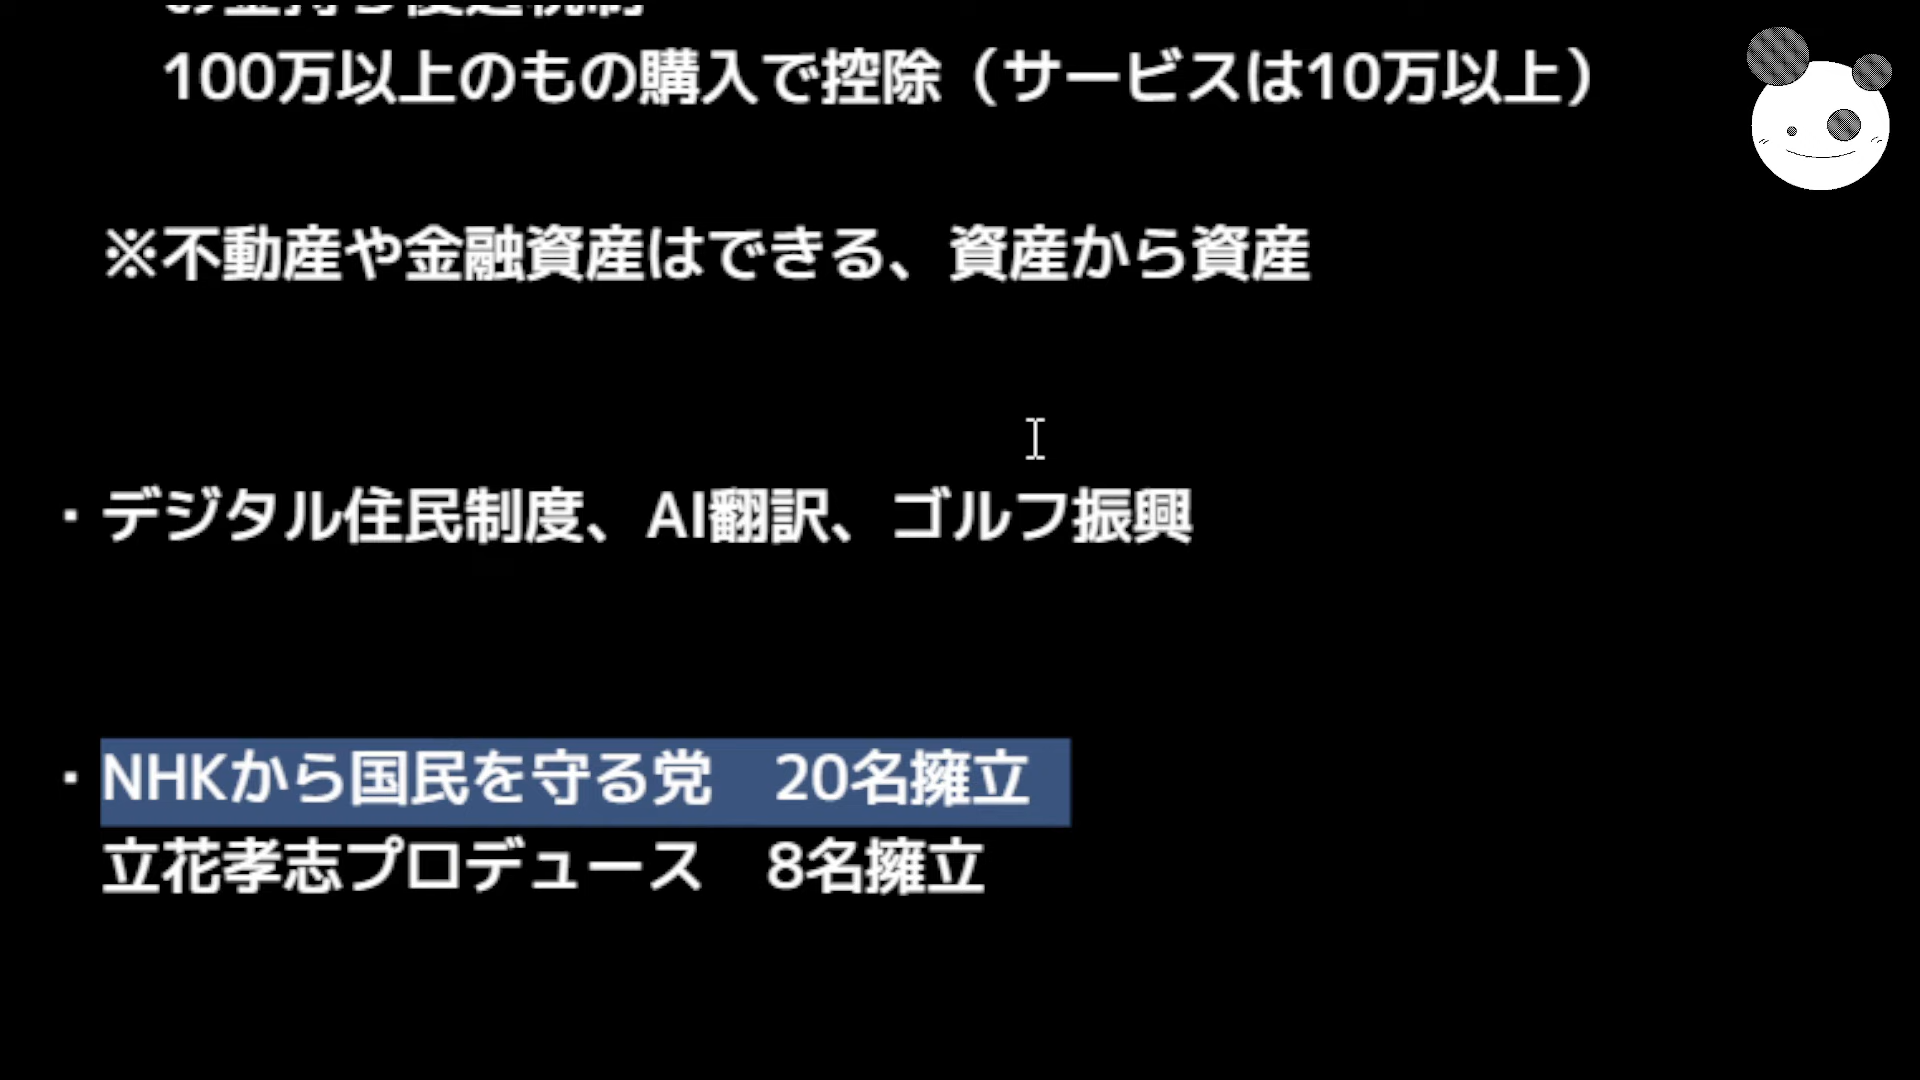 100万以上のもの購入で控除（サービスは10万以上）
※不動産や金融資産はできる、資産から資産
・デジタル住民制度、AI翻訳、ゴルフ振興
・NHKから国民を守る党　20名擁立
立花孝志プロデュース　8名擁立